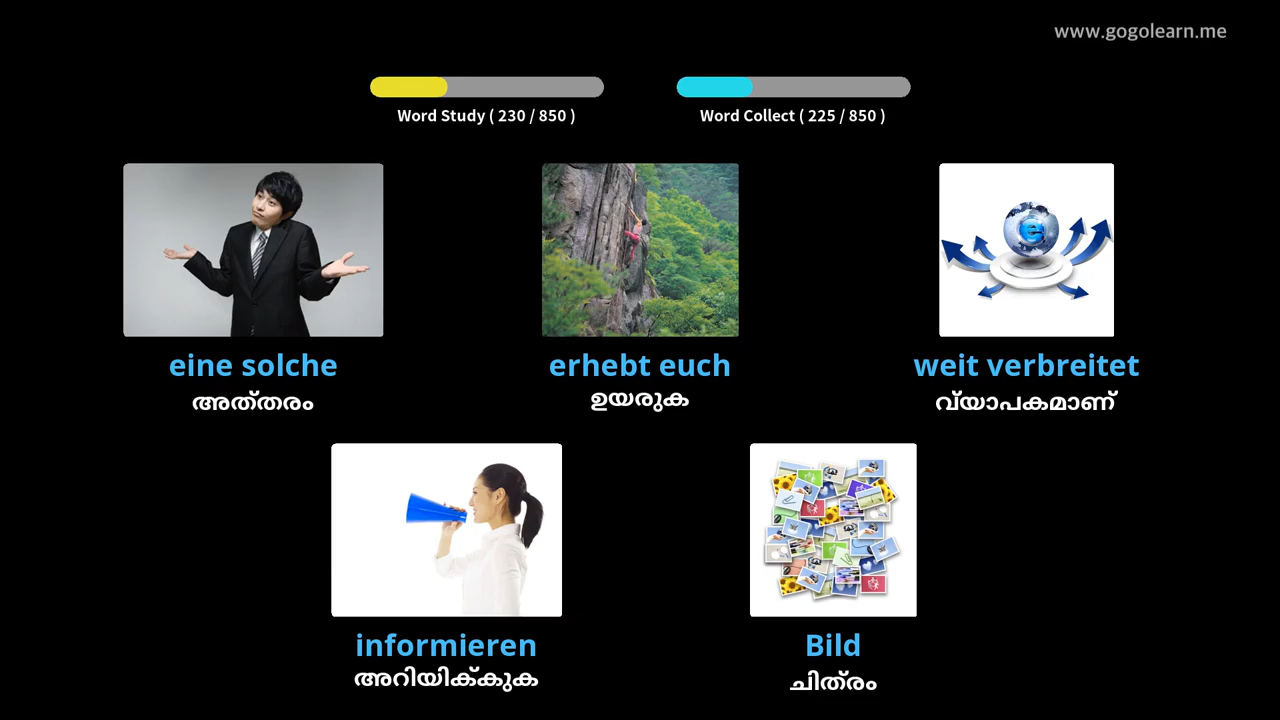 www.gogolearn.me
Word Study ( 230 / 850 )
Word Collect ( 225 / 850 )
eine solche
അത്തരം
erhebt euch
ഉയരുക
weit verbreitet
വ്യാപകമാണ്
informieren
അറിയിക്കുക
Bild
ചിത്രം